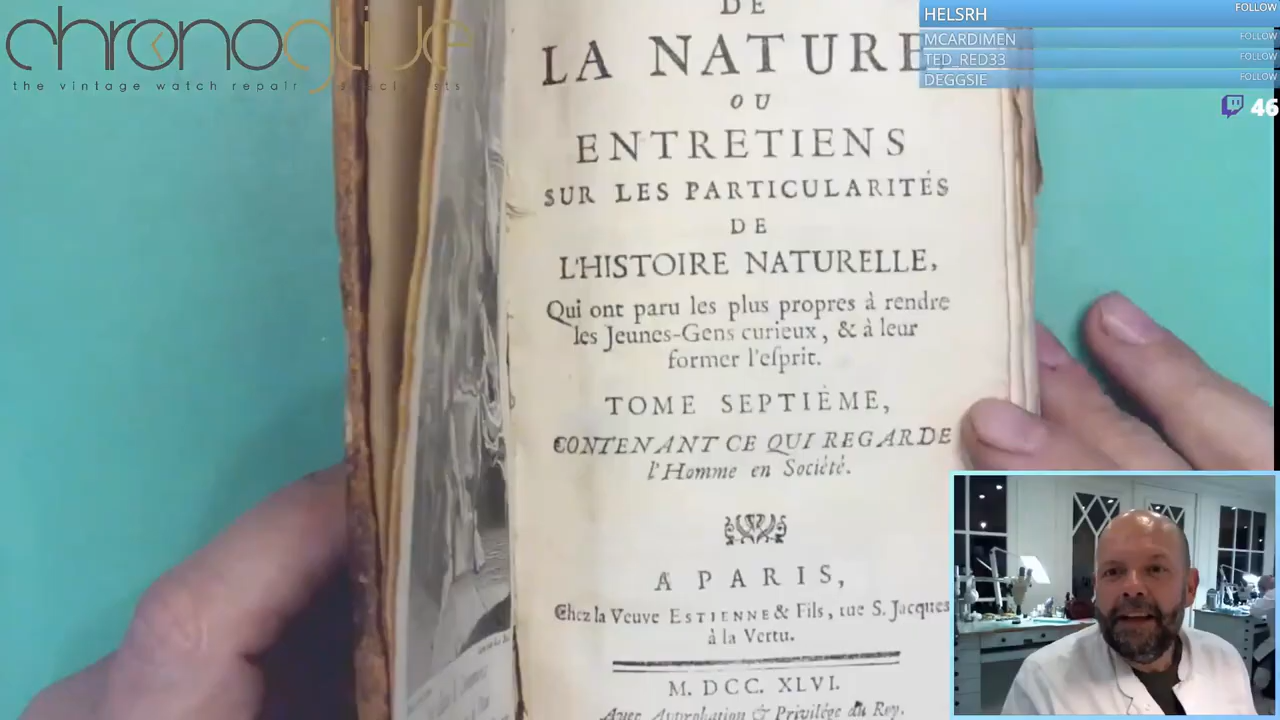 chronoglide
the vintage watch repair specialists
HELSRH FOLLOW
MCARDIMEN FOLLOW
TED_RED33 FOLLOW
DEGGSIE FOLLOW
46
DE
LA NATURE
OU
ENTRETIENS
SUR LES PARTICULARITÉS
DE
L'HISTOIRE NATURELLE,
Qui ont paru les plus propres à rendre
les Jeunes-Gens curieux, & à leur
former l'eſprit.
TOME SEPTIÈME,
CONTENANT CE QUI REGARDE
l'Homme en Société.
A PARIS,
Chez la Veuve ESTIENNE & Fils, rue S. Jacques
à la Vertu.
M. DCC. XLVI.
Avec Approbation & Privilége du Roy.